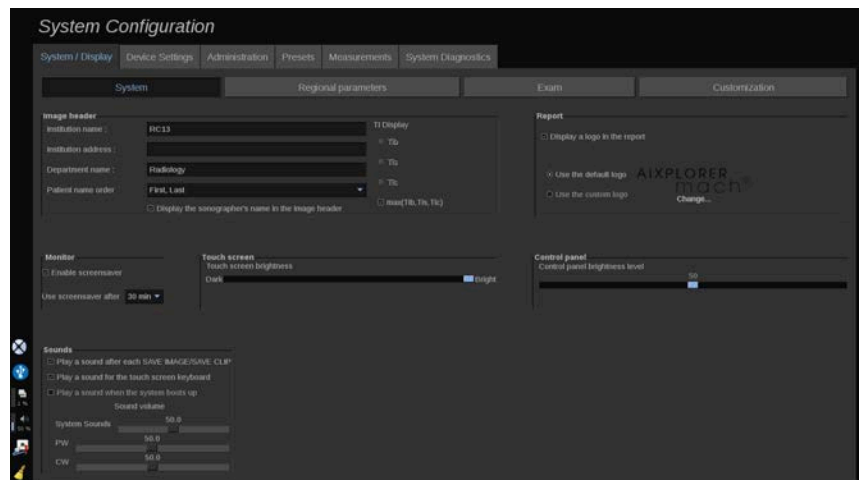 System Configuration
System / Display Device Settings Administration Presets Measurements System Diagnostics
System Regional parameters Exam Customization
Image header
Institution name : RC13
Institution address :
Department name : Radiology
Patient name order First, Last
Display the sonographer's name in the image header
TI Display
TIb
TIs
TIc
max(TIb, TIs, TIc)
Report
Display a logo in the report
Use the default logo
AIXPLORER
mach
Use the custom logo
Change...
Monitor
Enable screensaver
Use screensaver after 30 min
Touch screen
Touch screen brightness
Dark Bright
Control panel
Control panel brightness level
50
Sounds
Play a sound after each SAVE IMAGE/SAVE CLIP
Play a sound for the touch screen keyboard
Play a sound when the system boots up
Sound volume
System Sounds 50.0
PW 50.0
CW 50.0